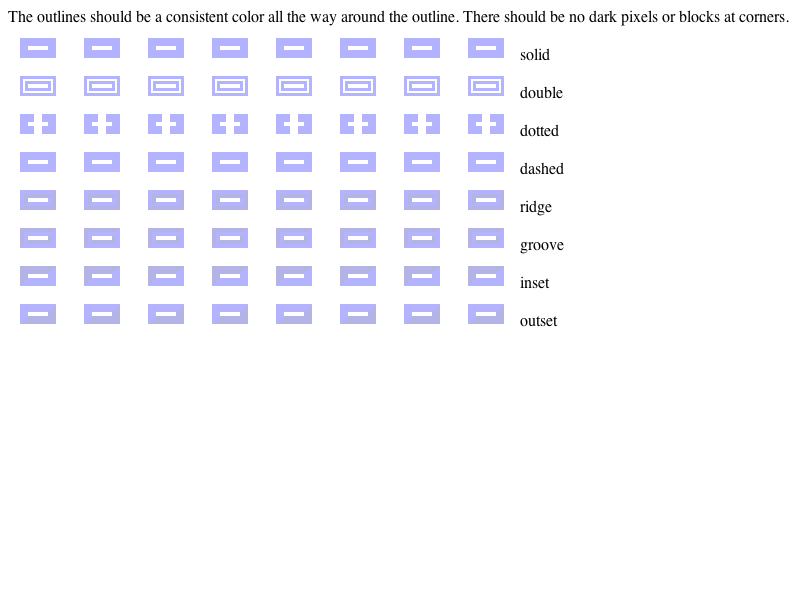 The outlines should be a consistent color all the way around the outline. There should be no dark pixels or blocks at corners.
solid
double
dotted
dashed
ridge
groove
inset
outset